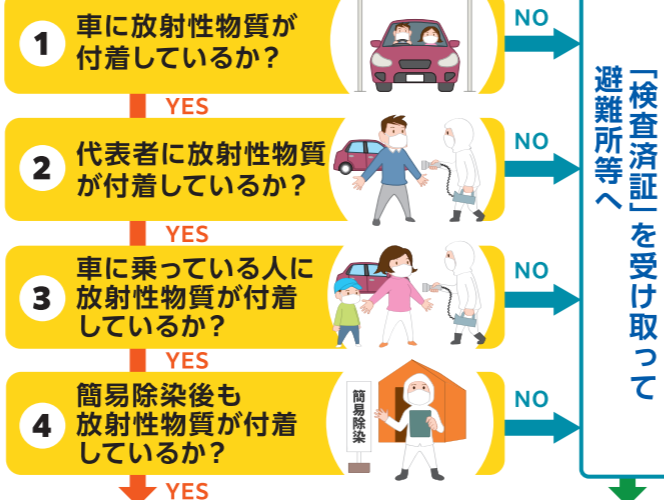 1
車に放射性物質が
付着しているか？
NO
YES
2
代表者に放射性物質
が付着しているか？
NO
YES
3
車に乗っている人に
放射性物質が付着
しているか？
NO
YES
4
簡易除染後も
放射性物質が付着
しているか？
簡易除染
NO
YES
「検査済証」を受け取って
避難所等へ